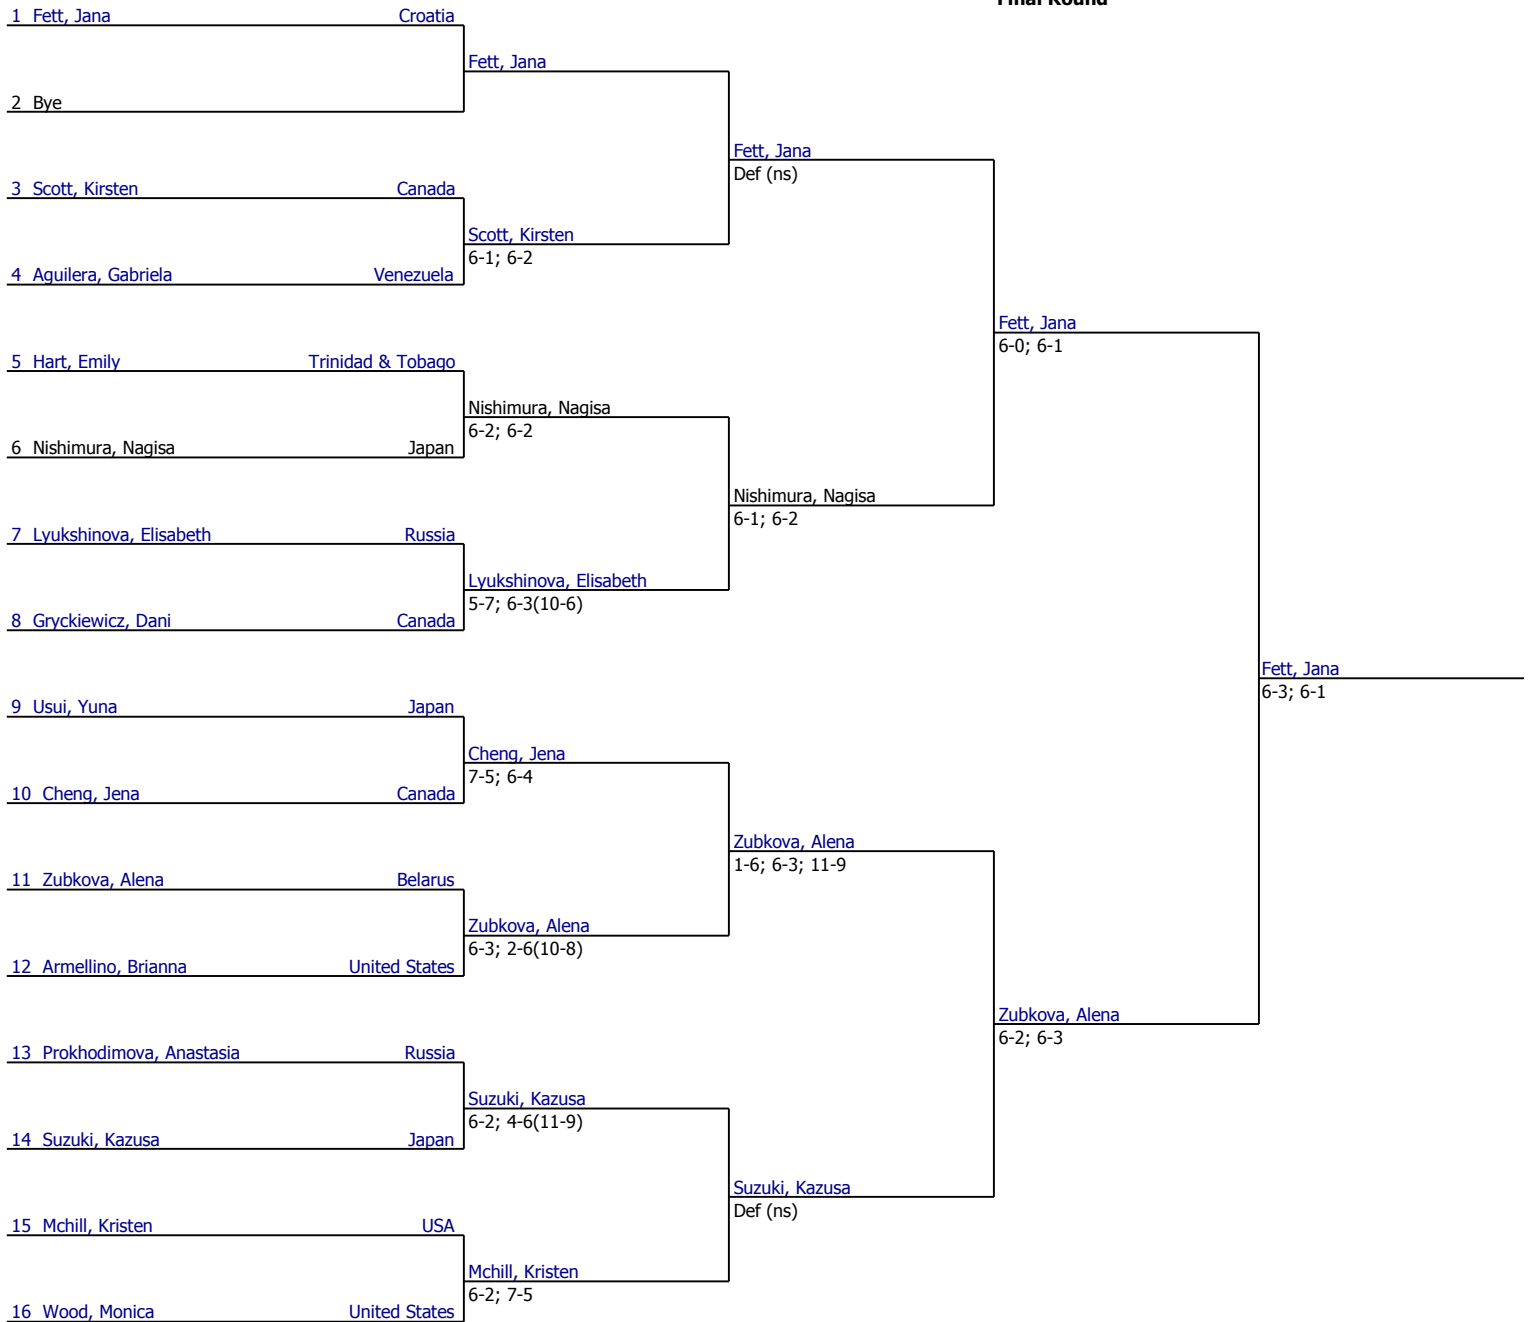 Final Round
1 Fett, Jana Croatia
2 Bye
3 Scott, Kirsten Canada
4 Aguilera, Gabriela Venezuela
5 Hart, Emily Trinidad & Tobago
6 Nishimura, Nagisa Japan
7 Lyukshinova, Elisabeth Russia
8 Gryckiewicz, Dani Canada
9 Usui, Yuna Japan
10 Cheng, Jena Canada
11 Zubkova, Alena Belarus
12 Armellino, Brianna United States
13 Prokhodimova, Anastasia Russia
14 Suzuki, Kazusa Japan
15 Mchill, Kristen USA
16 Wood, Monica United States
Fett, Jana
Scott, Kirsten
6-1; 6-2
Nishimura, Nagisa
6-2; 6-2
Lyukshinova, Elisabeth
5-7; 6-3(10-6)
Cheng, Jena
7-5; 6-4
Zubkova, Alena
6-3; 2-6(10-8)
Suzuki, Kazusa
6-2; 4-6(11-9)
Mchill, Kristen
6-2; 7-5
Fett, Jana
Def (ns)
Nishimura, Nagisa
6-1; 6-2
Zubkova, Alena
1-6; 6-3; 11-9
Suzuki, Kazusa
Def (ns)
Fett, Jana
6-0; 6-1
Zubkova, Alena
6-2; 6-3
Fett, Jana
6-3; 6-1